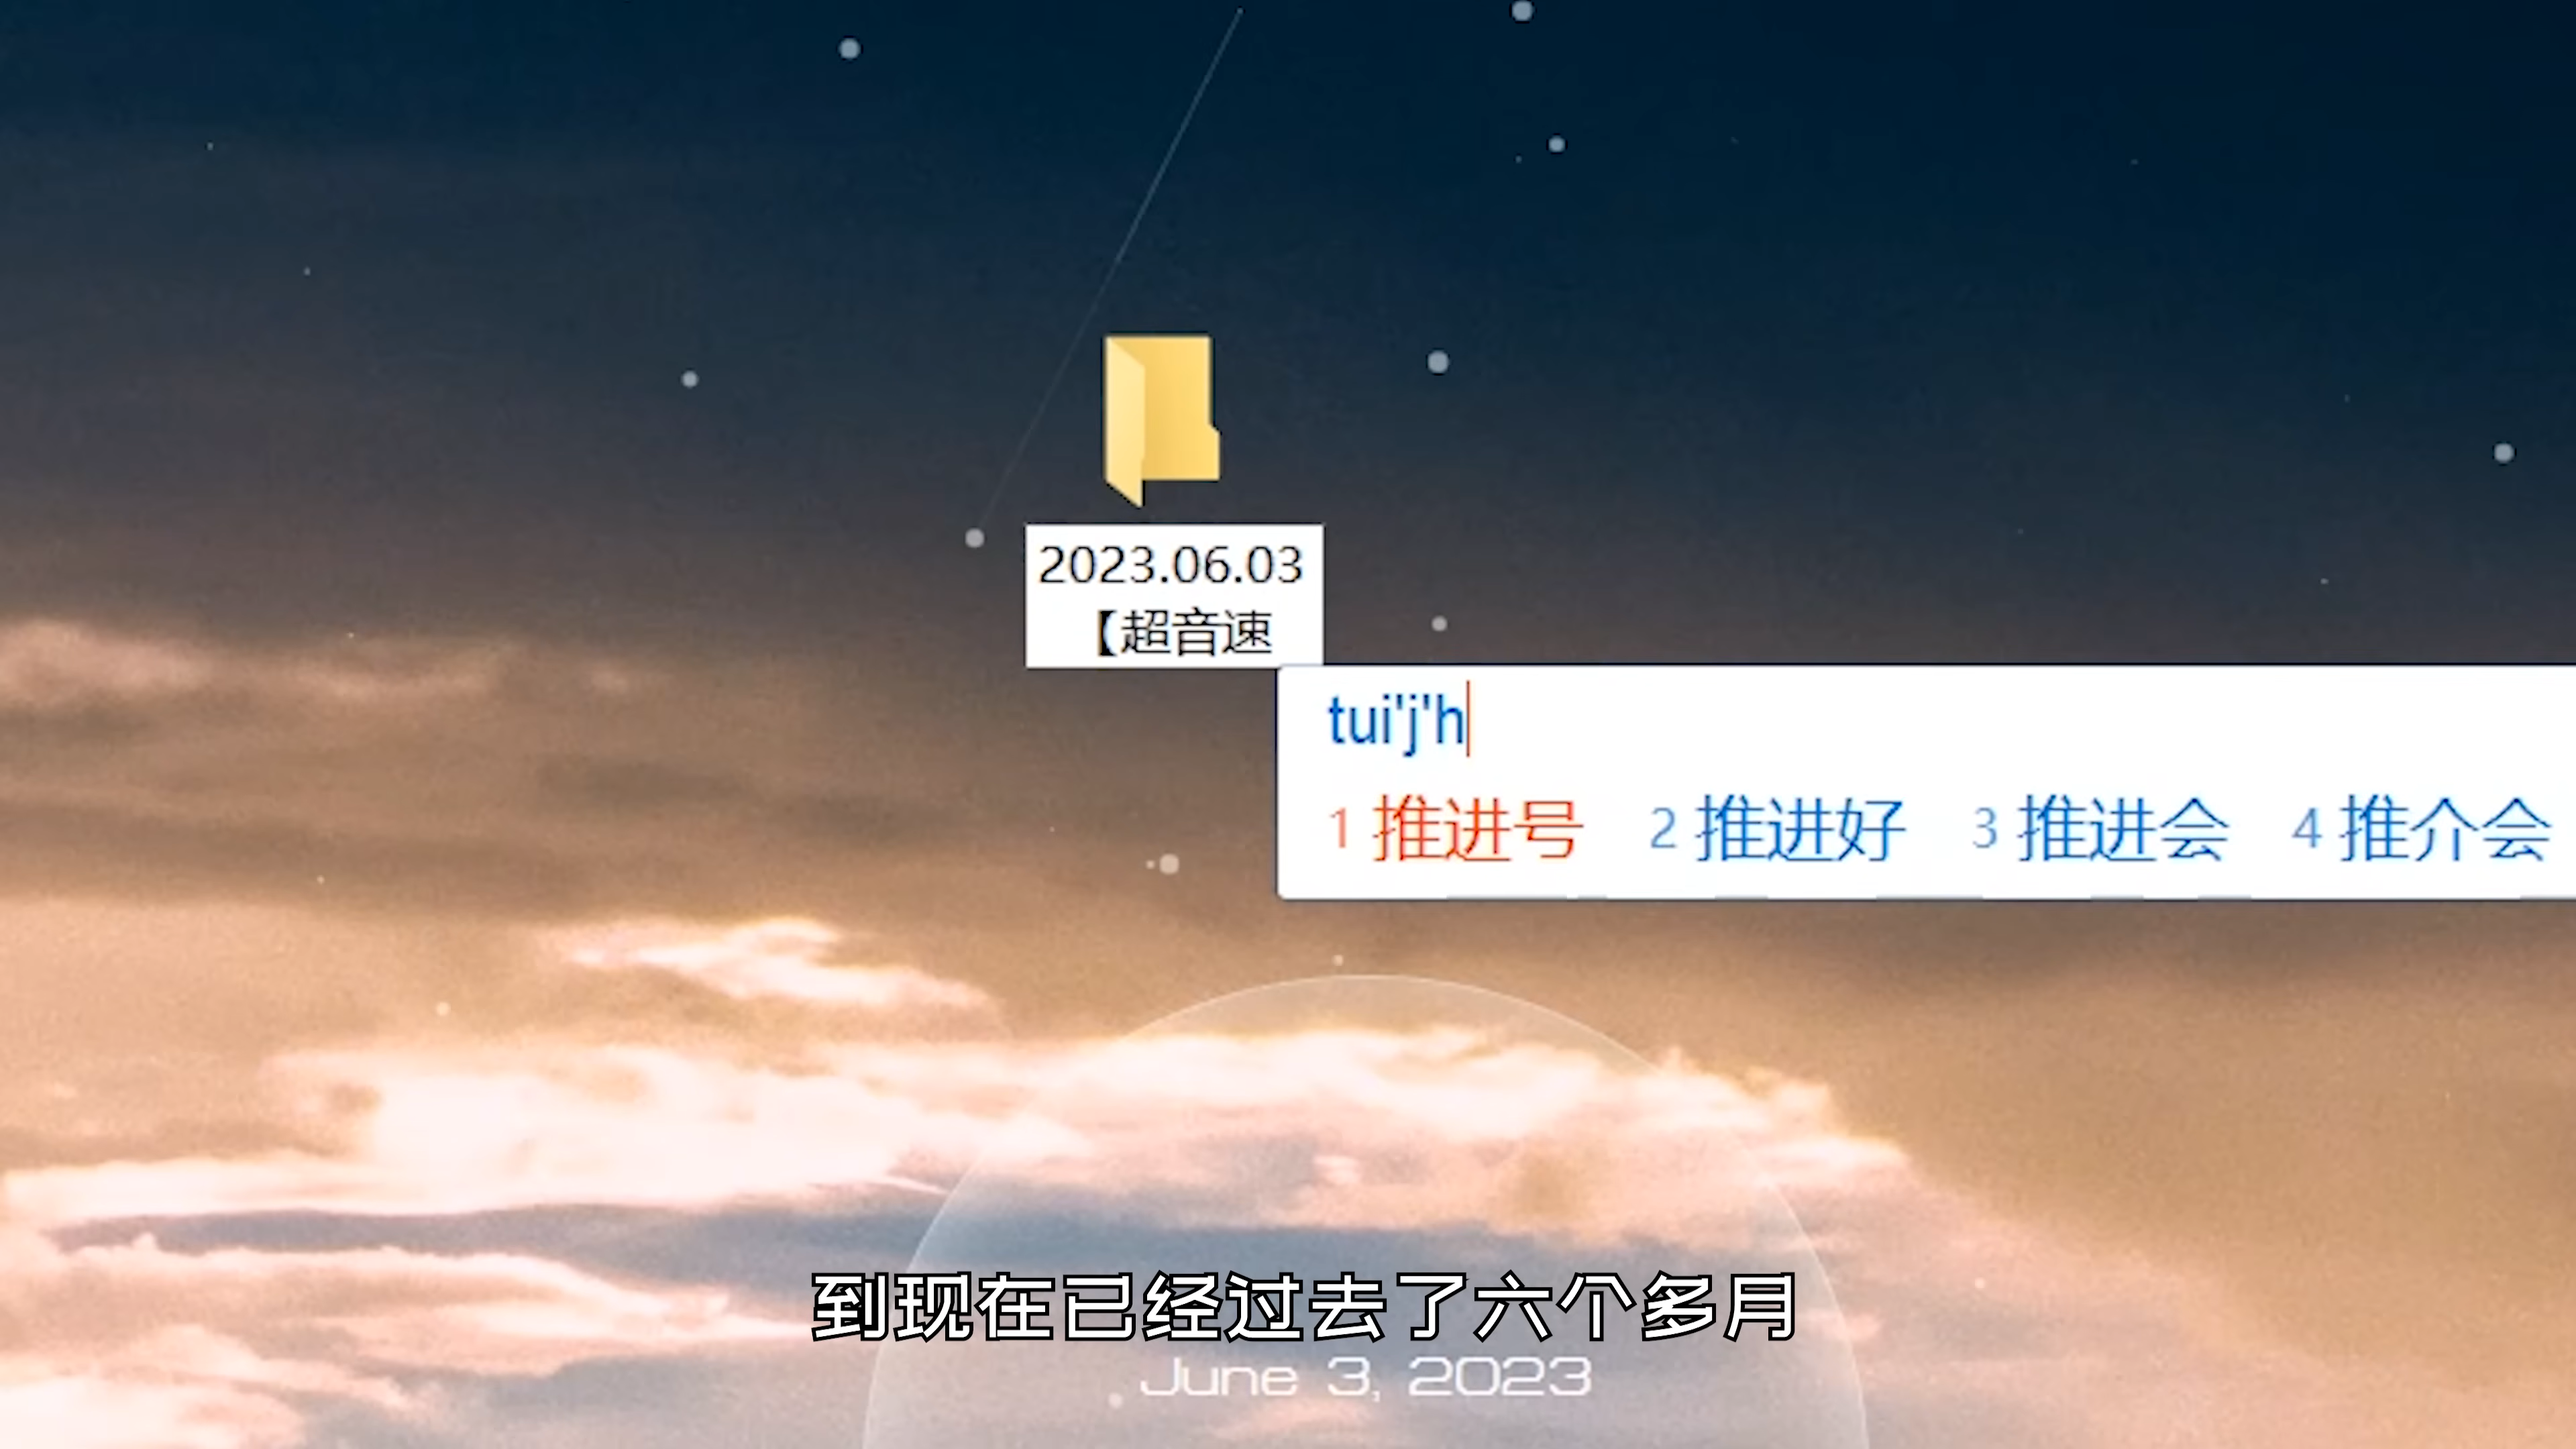 2023.06.03
【超音速
tui'j'h
1 推进号 2 推进好 3 推进会 4 推介会
到现在已经过去了六个多月
June 3, 2023